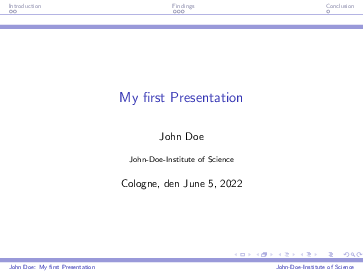 Introduction Findings Conclusion
My first Presentation
John Doe
John-Doe-Institute of Science
Cologne, den June 5, 2022
John Doe: My first Presentation John-Doe-Institute of Science